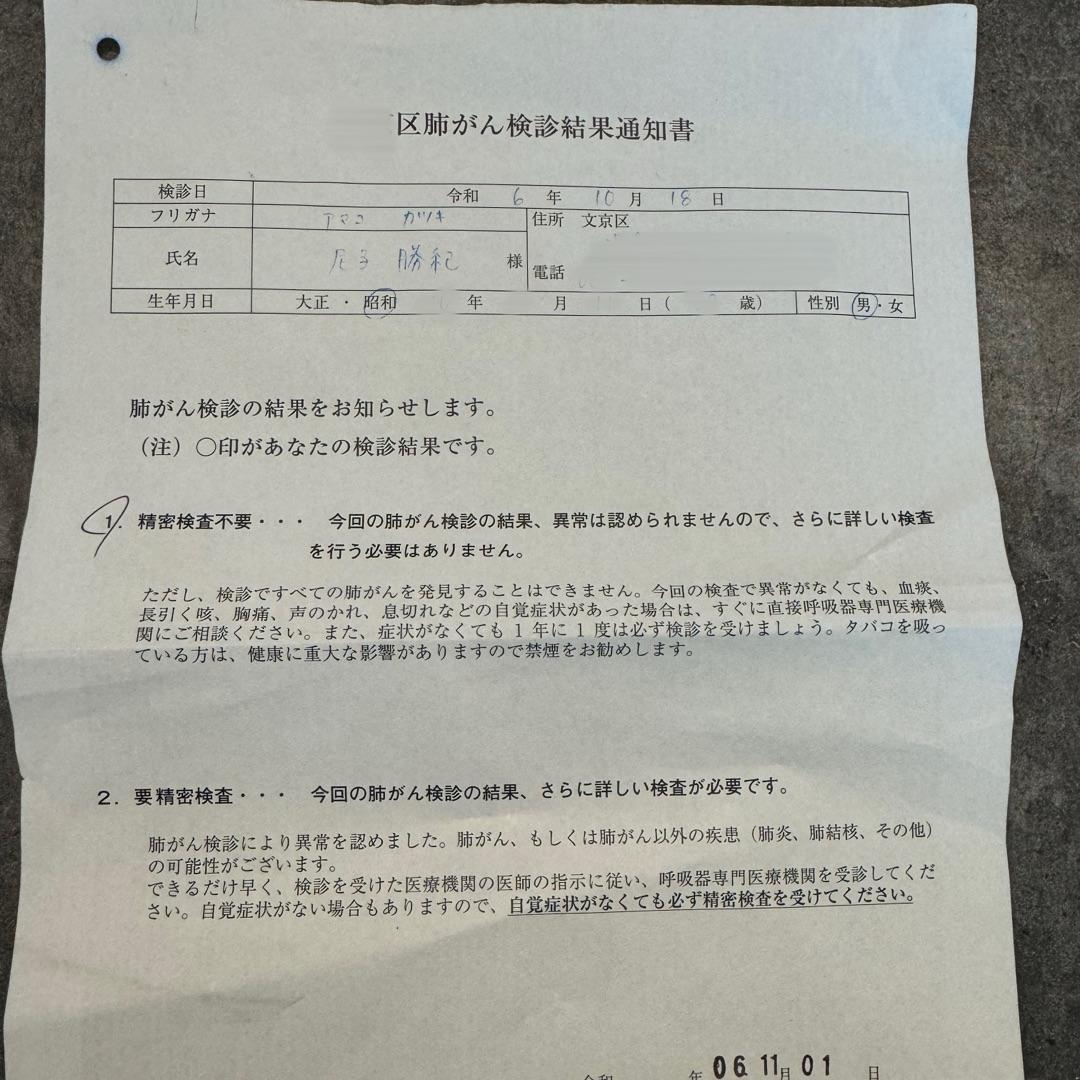 区肺がん検診結果通知書
検診日 令和 6 年 10 月 18 日
フリガナ アマコ カツキ 住所 文京区
氏名 尼子 勝紀 様 電話
生年月日 大正・昭和 年 月 日( 歳) 性別 男・女
肺がん検診の結果をお知らせします。
(注)○印があなたの検診結果です。
1. 精密検査不要・・・ 今回の肺がん検診の結果、異常は認められませんので、さらに詳しい検査
を行う必要はありません。
ただし、検診ですべての肺がんを発見することはできません。今回の検査で異常がなくても、血痰、
長引く咳、胸痛、声のかれ、息切れなどの自覚症状があった場合は、すぐに直接呼吸器専門医療機
関にご相談ください。また、症状がなくても1年に1度は必ず検診を受けましょう。タバコを吸っ
ている方は、健康に重大な影響がありますので禁煙をお勧めします。
2. 要精密検査・・・ 今回の肺がん検診の結果、さらに詳しい検査が必要です。
肺がん検診により異常を認めました。肺がん、もしくは肺がん以外の疾患(肺炎、肺結核、その他)
の可能性がございます。
できるだけ早く、検診を受けた医療機関の医師の指示に従い、呼吸器専門医療機関を受診してくだ
さい。自覚症状がない場合もありますので、自覚症状がなくても必ず精密検査を受けてください。
令和 年 06.11月 01 日